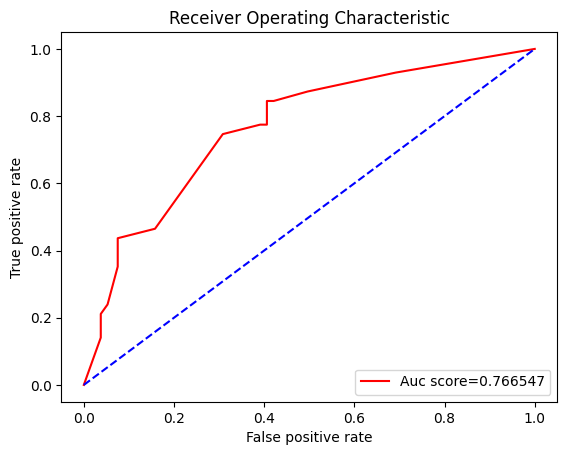 Receiver Operating Characteristic
1.0
0.8
0.6
0.4
0.2
0.0
True positive rate
Auc score=0.766547
0.0 0.2 0.4 0.6 0.8 1.0
False positive rate